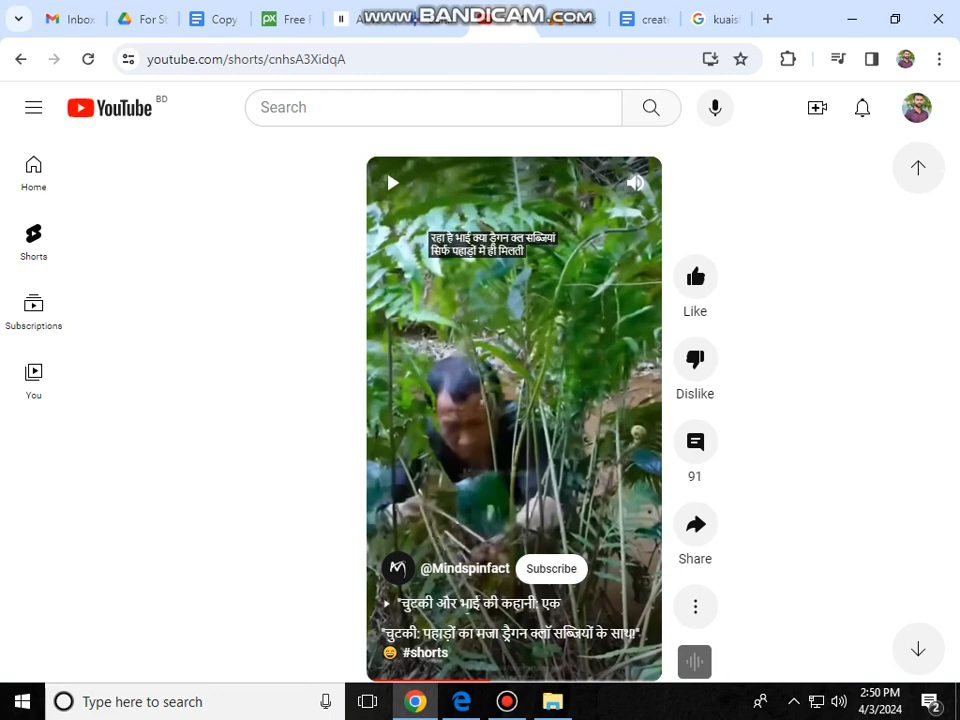 Inbox
For St
Copy
Free F
www.BANDICAM.com
creat
kuaish
youtube.com/shorts/cnhsA3XidqA
YouTube BD
Search
Home
Shorts
Subscriptions
You
रहा है भाई क्या ड्रैगन क्ल सब्जियां
सिर्फ पहाड़ों में ही मिलती
Like
Dislike
91
Share
@Mindspinfact Subscribe
"चुटकी और भाई की कहानी: एक
"चुटकी: पहाड़ों का मजा ड्रैगन क्लॉ सब्जियों के साथ!"
😄 #shorts
Type here to search
2:50 PM
4/3/2024
2